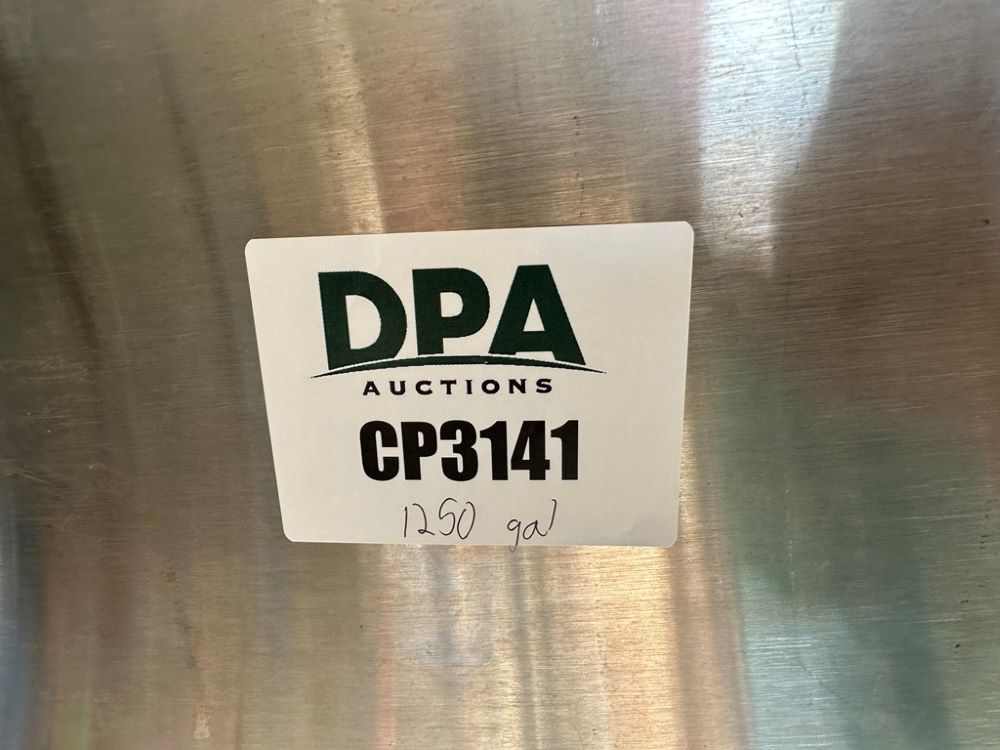 DPA
AUCTIONS
CP3141
1250 gal